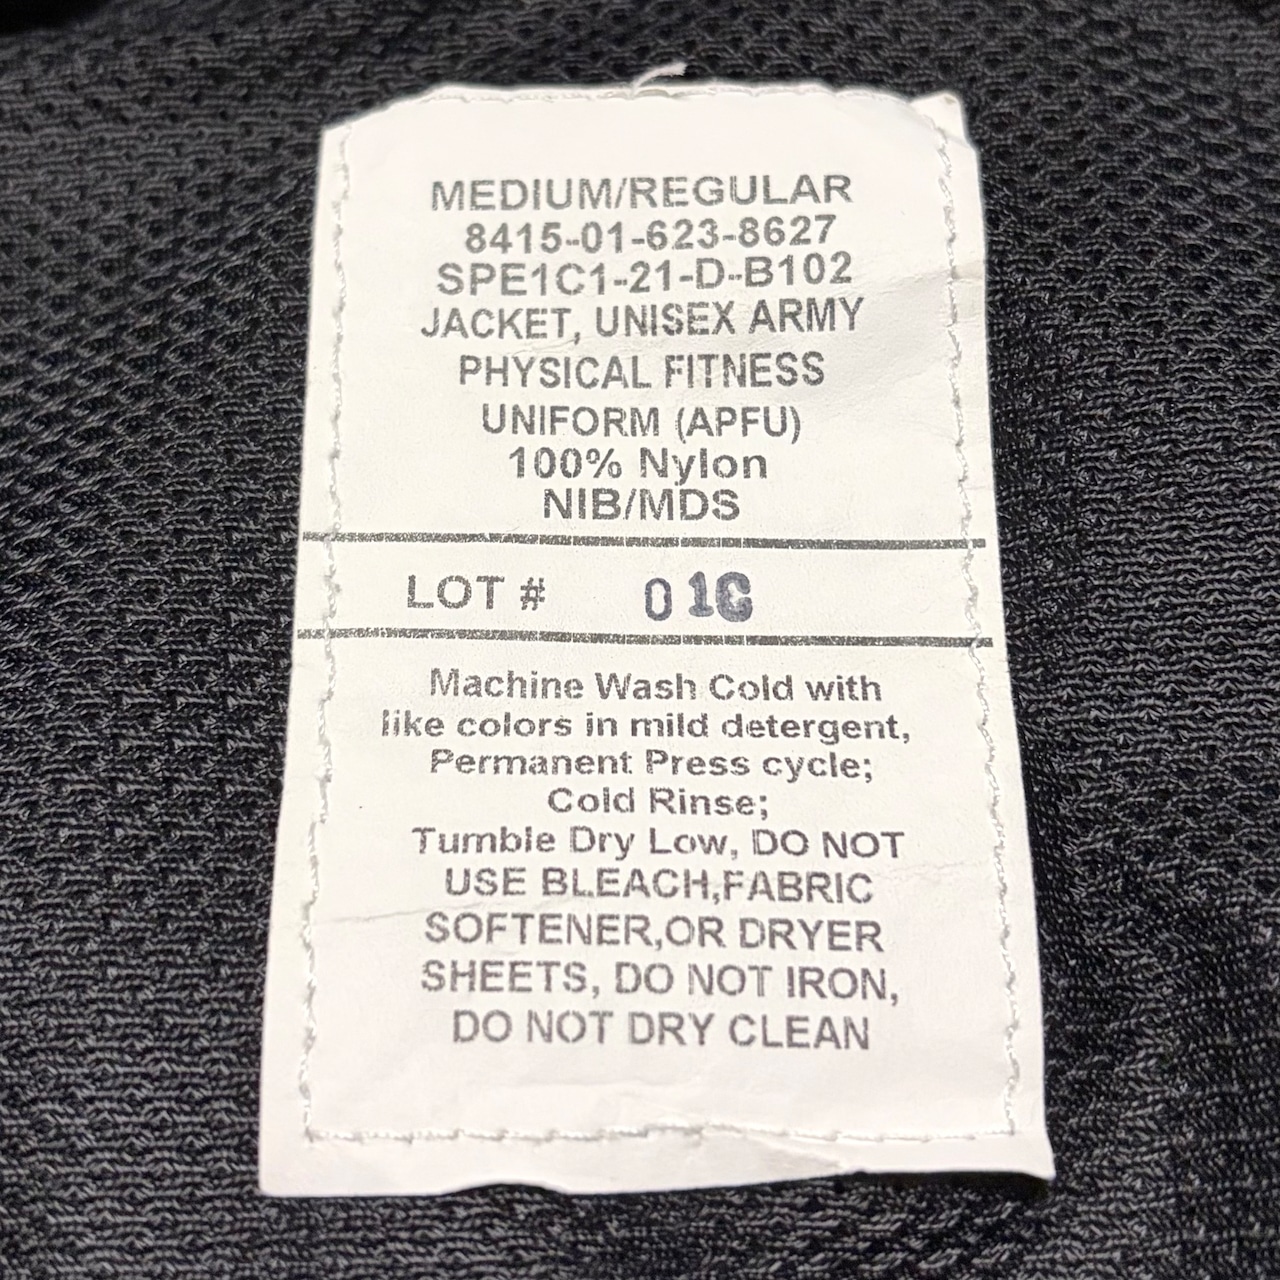 MEDIUM/REGULAR
8415-01-623-8627
SPE1C1-21-D-B102
JACKET, UNISEX ARMY
PHYSICAL FITNESS
UNIFORM (APFU)
100% Nylon
NIB/MDS
LOT #
Machine Wash Cold with
like colors in mild detergent,
Permanent Press cycle;
Cold Rinse;
Tumble Dry Low, DO NOT
USE BLEACH,FABRIC
SOFTENER,OR DRYER
SHEETS, DO NOT IRON,
DO NOT DRY CLEAN